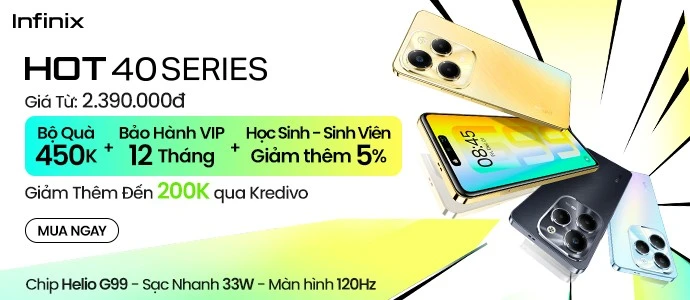 Infinix
HOT 40 SERIES
Giá Từ: 2.390.000đ
Bộ Quà
450K
+
Bảo Hành VIP
12 Tháng
+
Học Sinh - Sinh Viên
Giảm thêm 5%
Giảm Thêm Đến 200K qua Kredivo
MUA NGAY
Chip Helio G99 - Sạc Nhanh 33W - Màn hình 120Hz
08:45